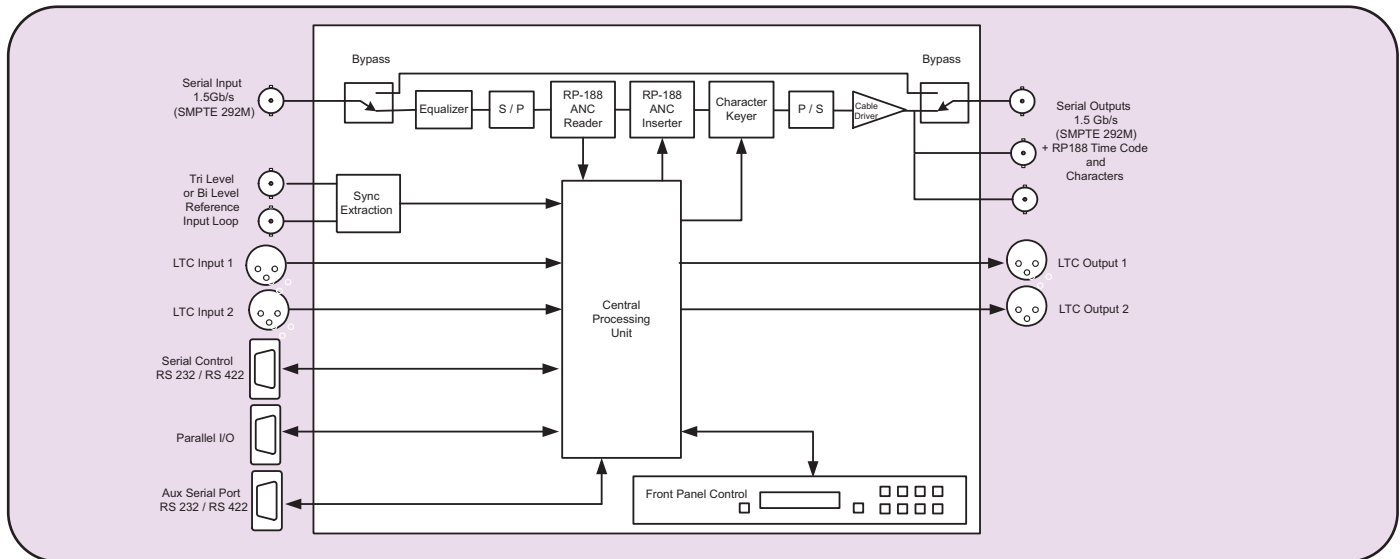 Bypass
Bypass
Serial Input
1.5Gb/s
(SMPTE 292M)
Equalizer
S / P
RP-188
ANC
Reader
RP-188
ANC
Inserter
Character
Keyer
P / S
Cable
Driver
Serial Outputs
1.5 Gb/s
(SMPTE 292M)
+ RP188 Time Code
and
Characters
Tri Level
or Bi Level
Reference
Input Loop
Sync
Extraction
LTC Input 1
LTC Output 1
LTC Input 2
LTC Output 2
Central
Processing
Unit
Serial Control
RS 232 / RS 422
Parallel I/O
Aux Serial Port
RS 232 / RS 422
Front Panel Control